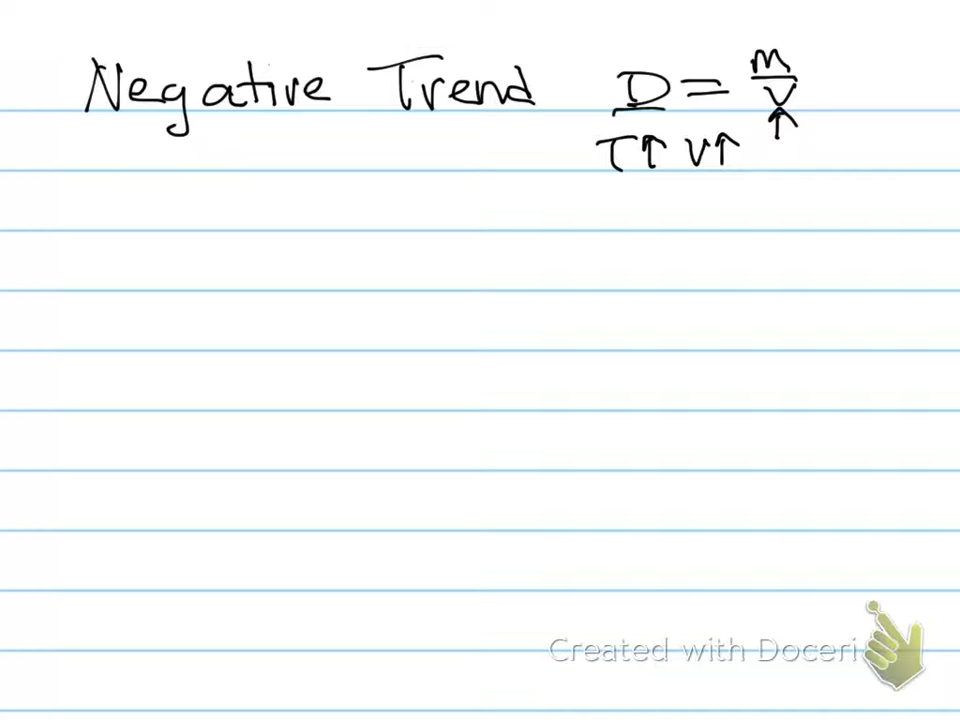 Negative Trend D = m/V
T↑ V↑ ↑
Created with Doceri